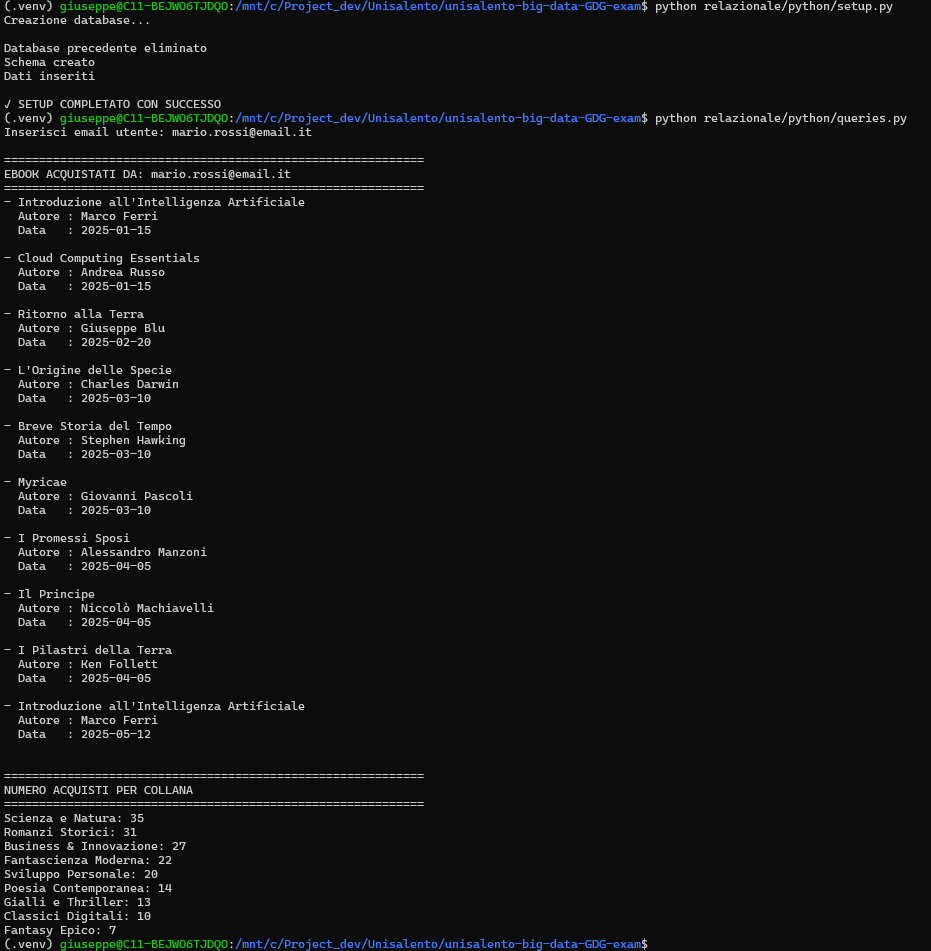 (.venv) giuseppe@C11-BEJWO6TJDQO:/mnt/c/Project_dev/Unisalento/unisalento-big-data-GDG-exam$ python relazionale/python/setup.py
Creazione database...
Database precedente eliminato
Schema creato
Dati inseriti
✓ SETUP COMPLETATO CON SUCCESSO
(.venv) giuseppe@C11-BEJWO6TJDQO:/mnt/c/Project_dev/Unisalento/unisalento-big-data-GDG-exam$ python relazionale/python/queries.py
Inserisci email utente: mario.rossi@email.it
============================================================
EBOOK ACQUISTATI DA: mario.rossi@email.it
============================================================
- Introduzione all'Intelligenza Artificiale
  Autore : Marco Ferri
  Data   : 2025-01-15
- Cloud Computing Essentials
  Autore : Andrea Russo
  Data   : 2025-01-15
- Ritorno alla Terra
  Autore : Giuseppe Blu
  Data   : 2025-02-20
- L'Origine delle Specie
  Autore : Charles Darwin
  Data   : 2025-03-10
- Breve Storia del Tempo
  Autore : Stephen Hawking
  Data   : 2025-03-10
- Myricae
  Autore : Giovanni Pascoli
  Data   : 2025-03-10
- I Promessi Sposi
  Autore : Alessandro Manzoni
  Data   : 2025-04-05
- Il Principe
  Autore : Niccolò Machiavelli
  Data   : 2025-04-05
- I Pilastri della Terra
  Autore : Ken Follett
  Data   : 2025-04-05
- Introduzione all'Intelligenza Artificiale
  Autore : Marco Ferri
  Data   : 2025-05-12
============================================================
NUMERO ACQUISTI PER COLLANA
============================================================
Scienza e Natura: 35
Romanzi Storici: 31
Business & Innovazione: 27
Fantascienza Moderna: 22
Sviluppo Personale: 20
Poesia Contemporanea: 14
Gialli e Thriller: 13
Classici Digitali: 10
Fantasy Epico: 7
(.venv) giuseppe@C11-BEJWO6TJDQO:/mnt/c/Project_dev/Unisalento/unisalento-big-data-GDG-exam$